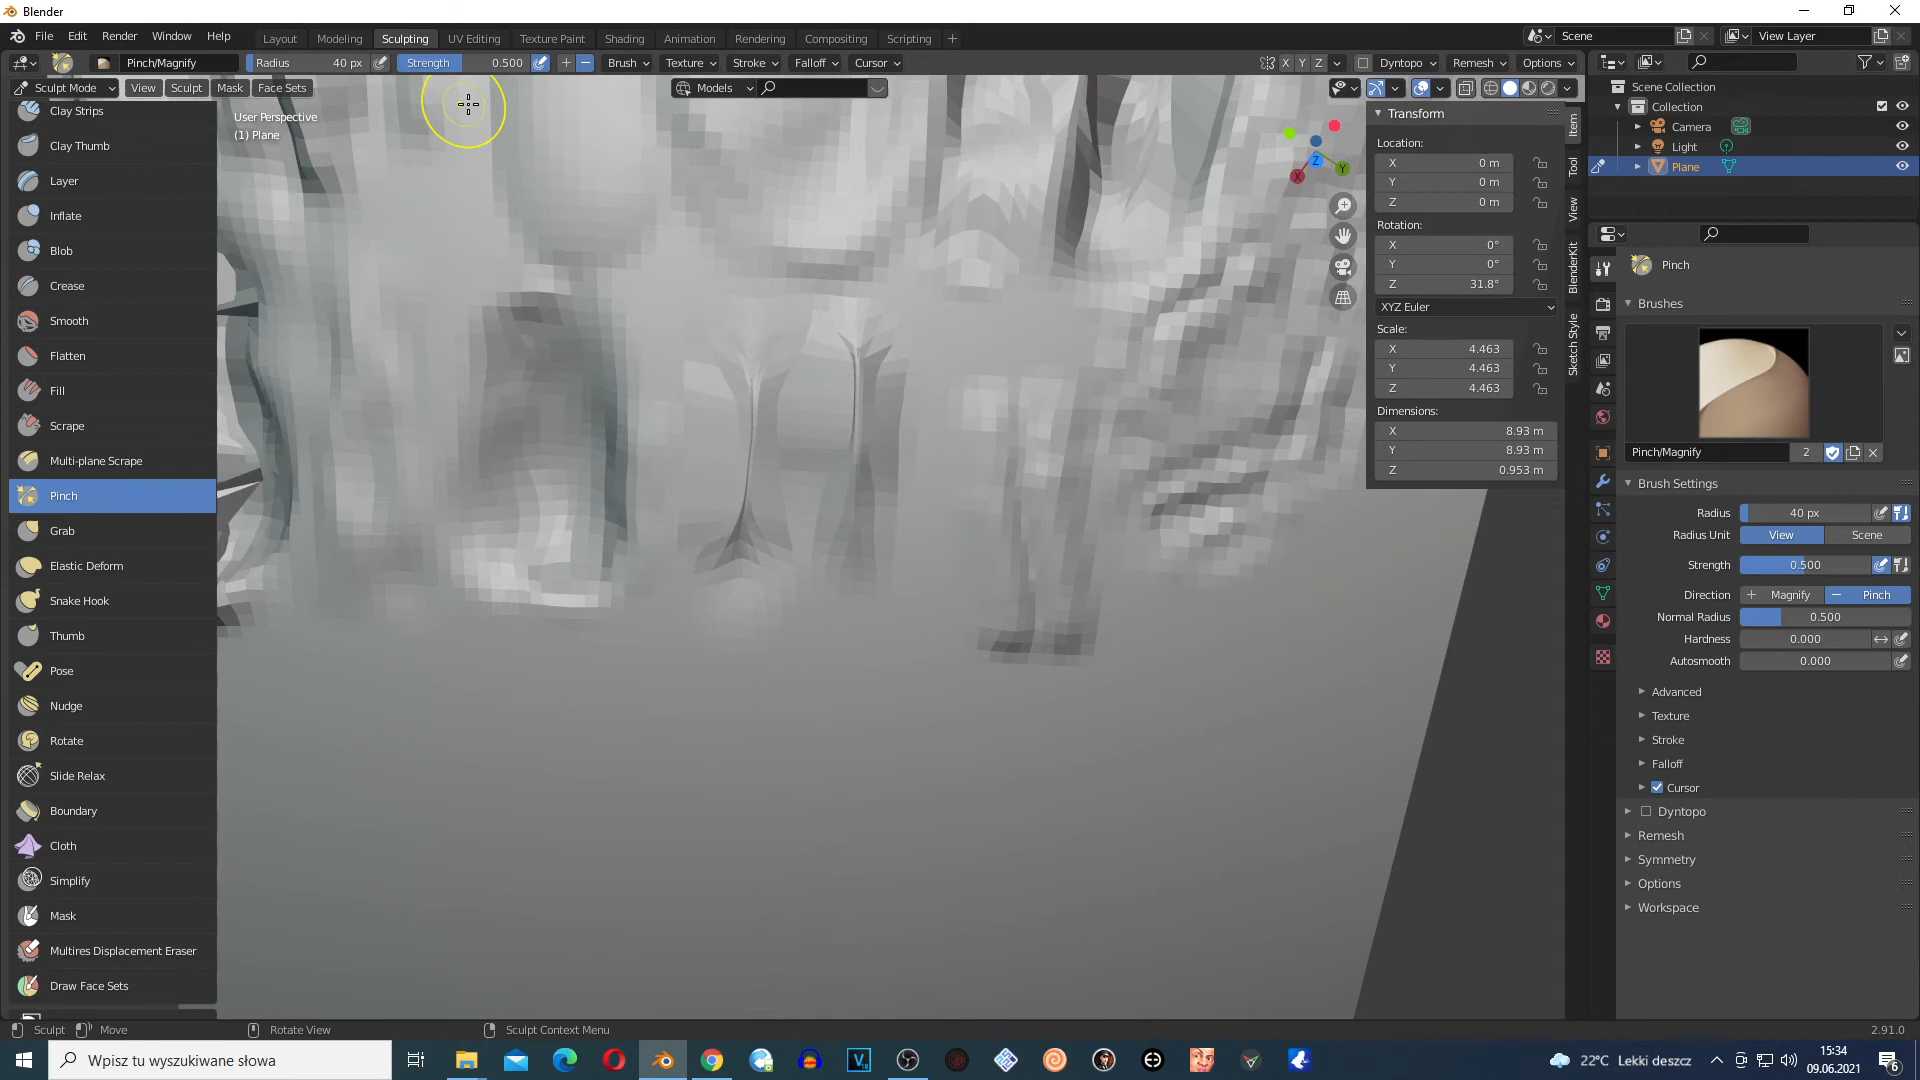 Blender
File Edit Render Window Help Layout Modeling Sculpting UV Editing Texture Paint Shading Animation Rendering Compositing Scripting Scene View Layer
Pinch/Magnify Radius 40 px Strength 0.500 Brush Texture Stroke Falloff Cursor X Y Z Dyntopo Remesh Options
Sculpt Mode View Sculpt Mask Face Sets Models
User Perspective
(1) Plane
Clay Strips
Clay Thumb
Layer
Inflate
Blob
Crease
Smooth
Flatten
Fill
Scrape
Multi-plane Scrape
Pinch
Grab
Elastic Deform
Snake Hook
Thumb
Pose
Nudge
Rotate
Slide Relax
Boundary
Cloth
Simplify
Mask
Multires Displacement Eraser
Draw Face Sets
X Y Z
Transform
Location:
X 0 m
Y 0 m
Z 0 m
Rotation:
X 0°
Y 0°
Z 31.8°
XYZ Euler
Scale:
X 4.463
Y 4.463
Z 4.463
Dimensions:
X 8.93 m
Y 8.93 m
Z 0.953 m
Item
Tool
View
BlenderKit
Sketch Style
Scene Collection
Collection
Camera
Light
Plane
Pinch
Brushes
Pinch/Magnify 2
Brush Settings
Radius 40 px
Radius Unit View Scene
Strength 0.500
Direction + Magnify − Pinch
Normal Radius 0.500
Hardness 0.000
Autosmooth 0.000
Advanced
Texture
Stroke
Falloff
Cursor
Dyntopo
Remesh
Symmetry
Options
Workspace
Sculpt Move Rotate View Sculpt Context Menu 2.91.0
Wpisz tu wyszukiwane słowa
22°C Lekki deszcz
15:34
09.06.2021
6